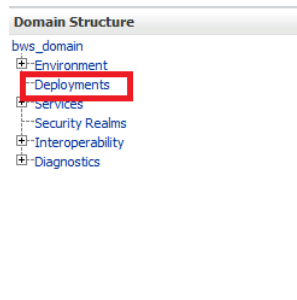 Domain Structure
bws_domain
Environment
Deployments
Services
Security Realms
Interoperability
Diagnostics